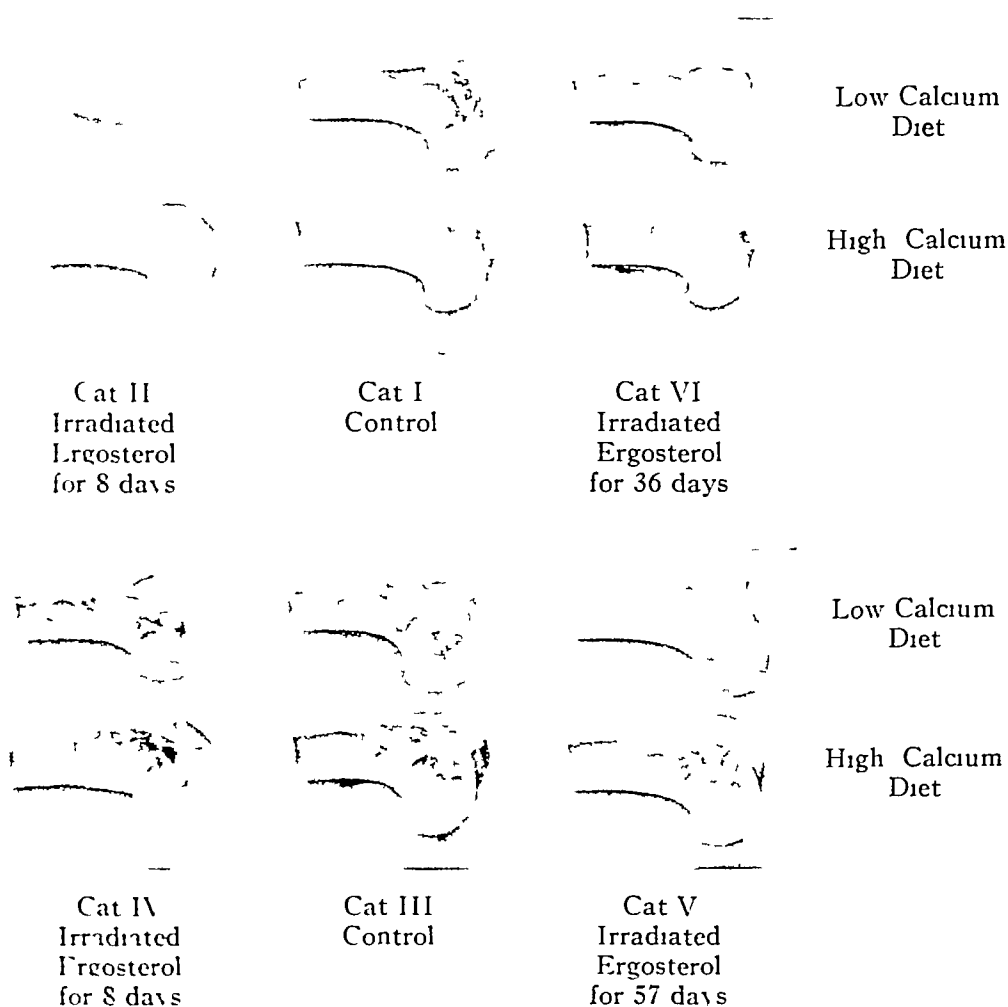 Low Calcium
Diet
High Calcium
Diet
Cat II
Irradiated
Ergosterol
for 8 days
Cat I
Control
Cat VI
Irradiated
Ergosterol
for 36 days
Low Calcium
Diet
High Calcium
Diet
Cat IV
Irradiated
Ergosterol
for 8 days
Cat III
Control
Cat V
Irradiated
Ergosterol
for 57 days